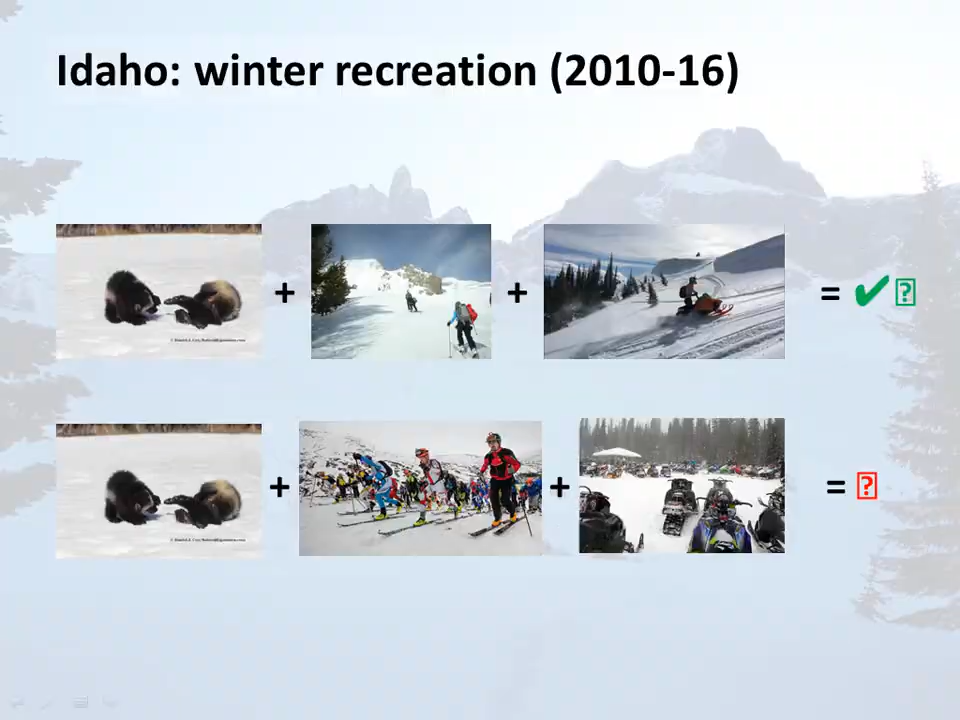 Idaho: winter recreation (2010-16)
+ + = ✔
+ + =